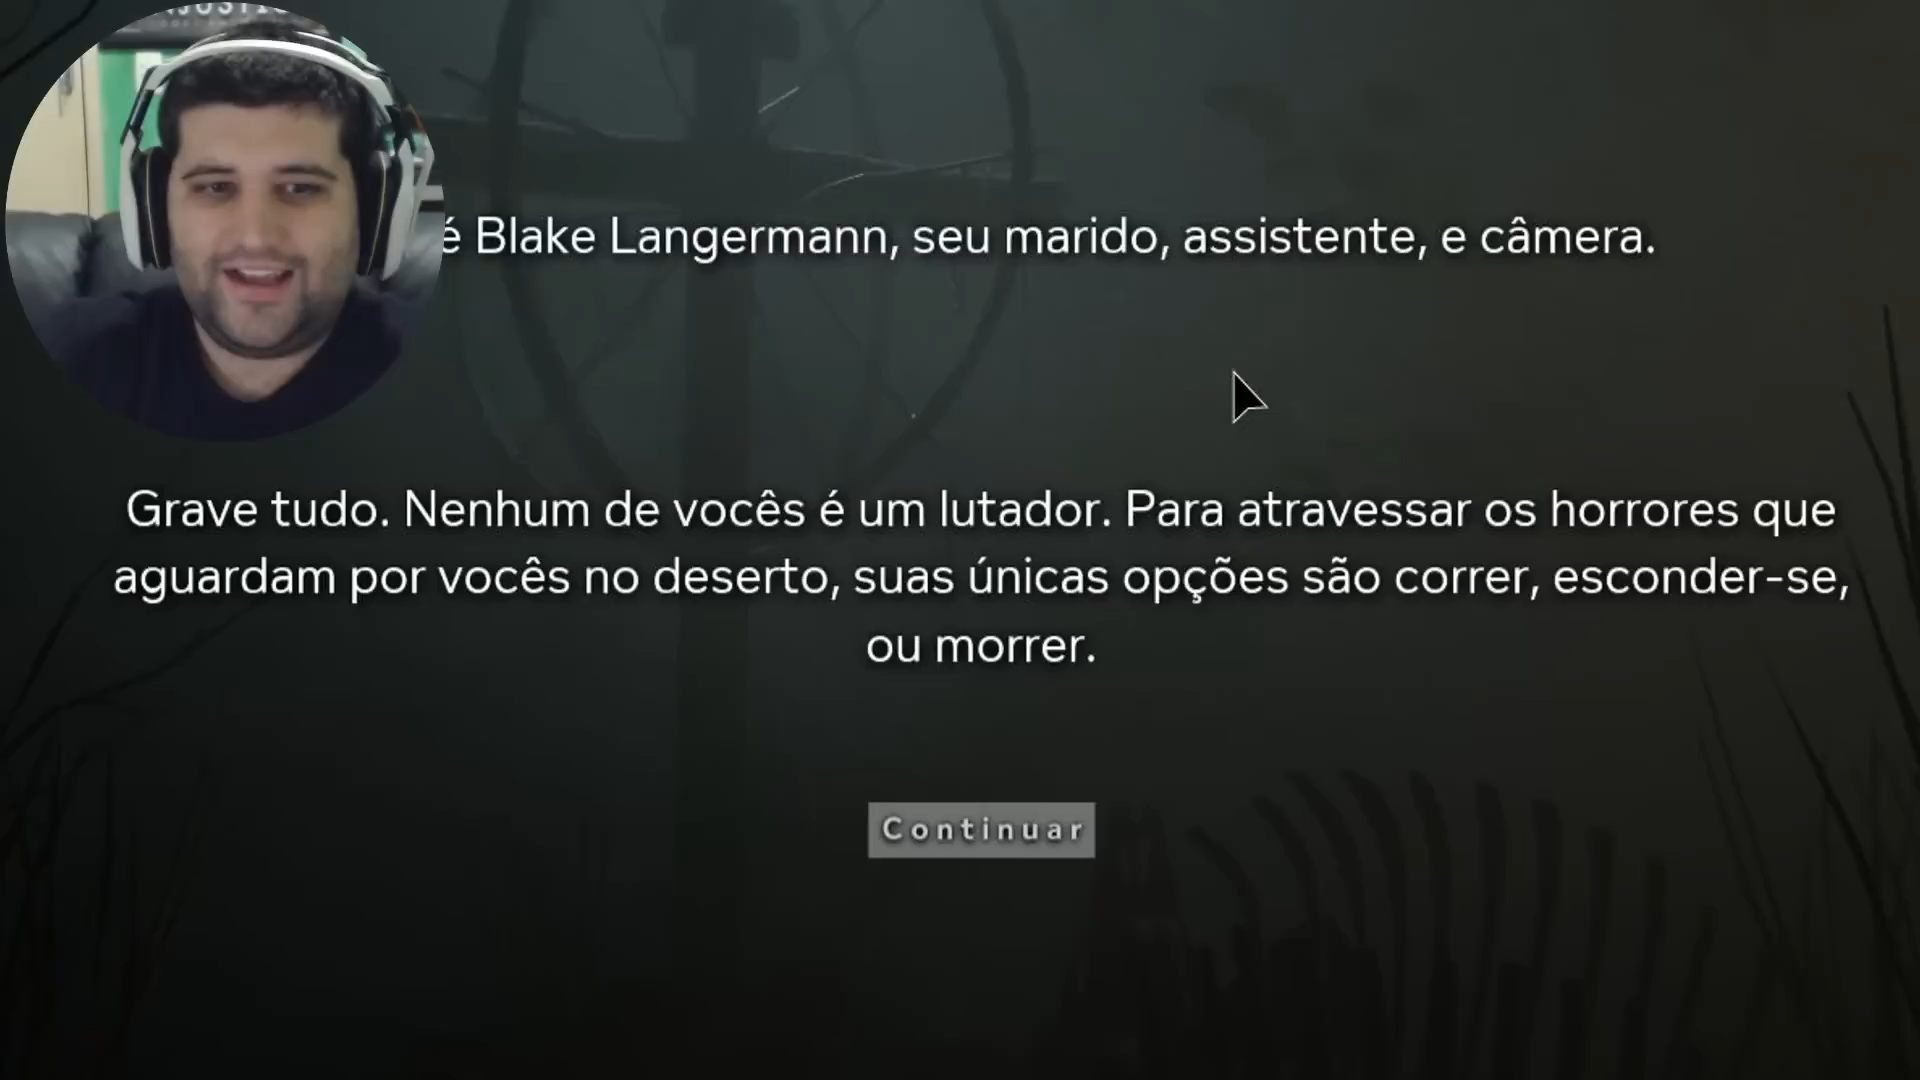 é Blake Langermann, seu marido, assistente, e câmera.
Grave tudo. Nenhum de vocês é um lutador. Para atravessar os horrores que
aguardam por vocês no deserto, suas únicas opções são correr, esconder-se,
ou morrer.
Continuar